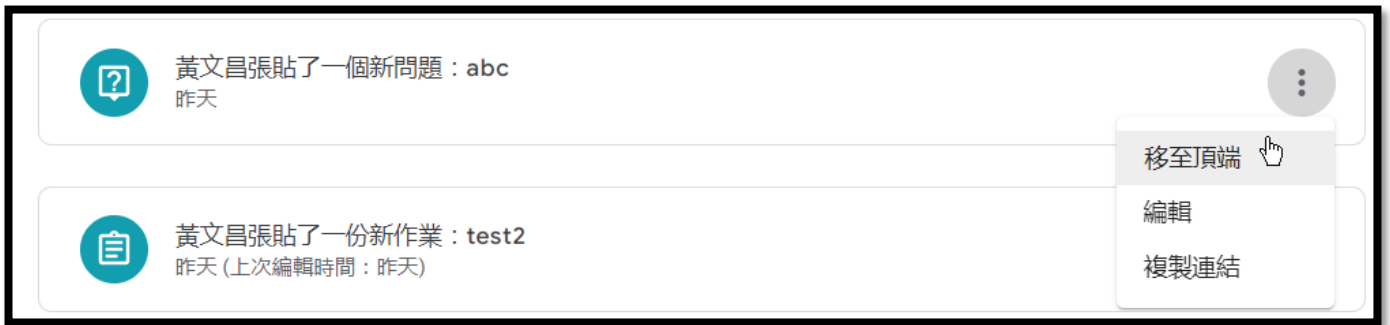 黃文昌張貼了一個新問題：abc
昨天
移至頂端
編輯
複製連結
黃文昌張貼了一份新作業：test2
昨天 (上次編輯時間：昨天)